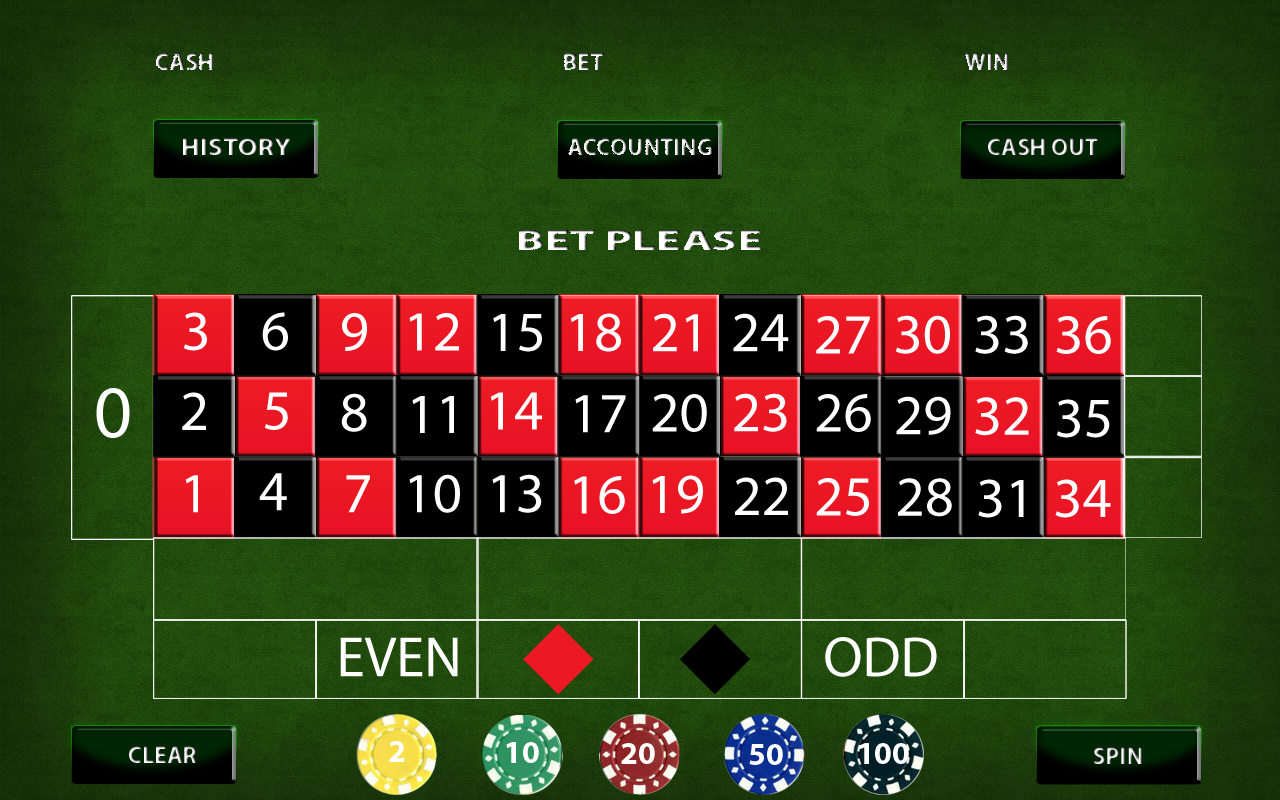 CASH BET WIN
HISTORY ACCOUNTING CASH OUT
BET PLEASE
3 6 9 12 15 18 21 24 27 30 33 36
0 2 5 8 11 14 17 20 23 26 29 32 35
1 4 7 10 13 16 19 22 25 28 31 34
EVEN ODD
CLEAR 2 10 20 50 100 SPIN